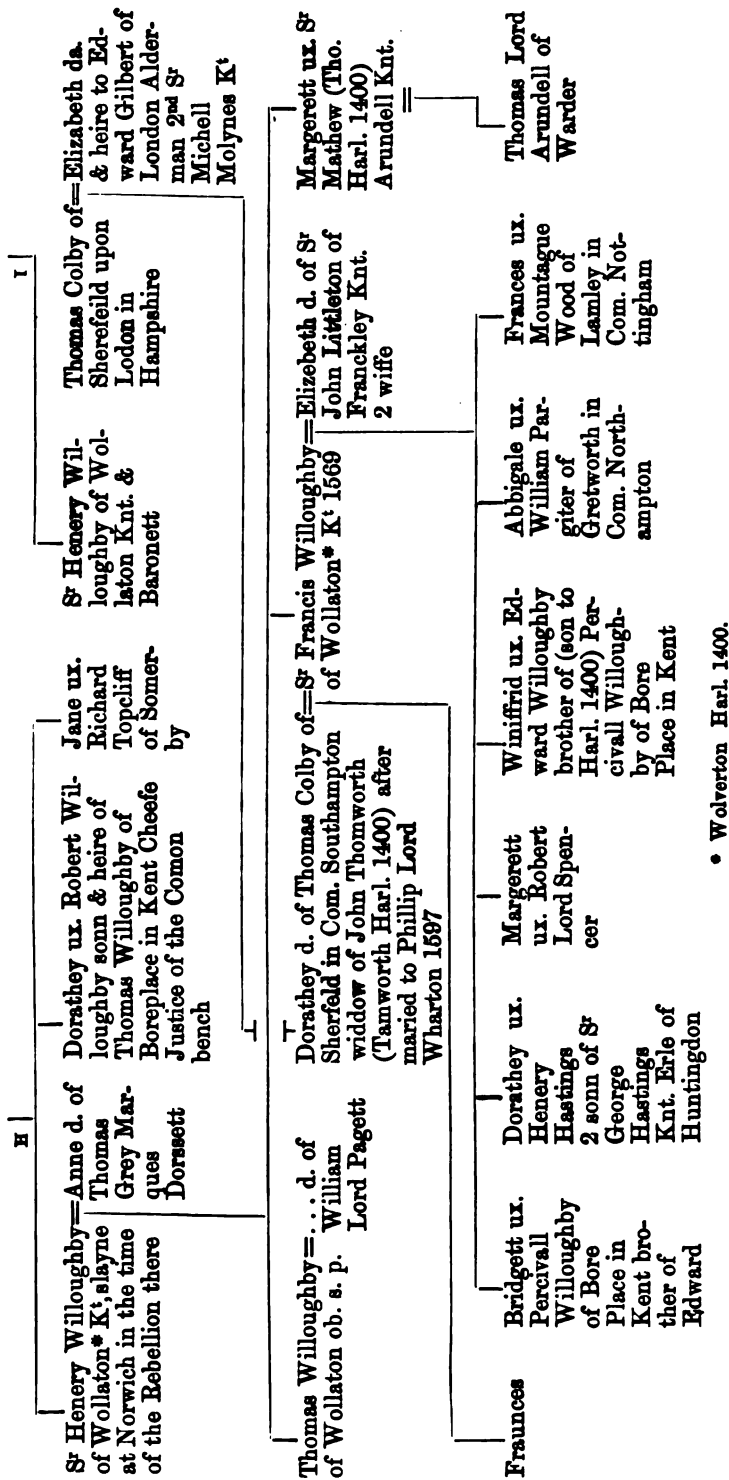 H
I
Sr Henery Willoughby=Anne d. of
of Wollaton* Kt, slayne
at Norwich in the time
of the Rebellion there
Thomas
Grey Mar-
ques
Dorssett
Dorathey ux. Robert Wil-
loughby sonn & heire of
Thomas Willoughby of
Boreplace in Kent Cheefe
Justice of the Comon
bench
Jane ux.
Richard
Topcliff
of Somer-
by
Sr Henery Wil-
loughby of Wol-
laton Knt. &
Baronett
Thomas Colby of=Elizabeth da.
Sherefeild upon
Lodon in
Hampshire
& heire to Ed-
ward Gilbert of
London Alder-
man 2nd Sr
Michell
Molynes Kt
Thomas Willoughby=....d. of
of Wollaton ob. s. p.
William
Lord Pagett
Dorathey d. of Thomas Colby of=Sr Francis Willoughby=Elizebeth d. of Sr
Sherfeld in Com. Southampton
widdow of John Thomworth
(Tamworth Harl. 1400) after
maried to Phillip Lord
Wharton 1597
of Wollaton* Kt 1569
John Littleton of
Franckley Knt.
2 wiffe
Margerett ux. Sr
Mathew (Tho.
Harl. 1400)
Arundell Knt.
=
Fraunces
Bridgett ux.
Percivall
Willoughby
of Bore
Place in
Kent bro-
ther of
Edward
Dorathey ux.
Henery
Hastings
2 sonn of Sr
George
Hastings
Knt. Erle of
Huntingdon
Margerett
ux. Robert
Lord Spen-
cer
Winiffrid ux. Ed-
ward Willoughby
brother of (son to
Harl. 1400) Per-
civall Willough-
by of Bore
Place in Kent
Abbigale ux.
William Par-
giter of
Gretworth in
Com. North-
ampton
Frances ux.
Mountague
Wood of
Lamley in
Com. Not-
tingham
Thomas Lord
Arundell of
Warder
* Wolverton Harl. 1400.